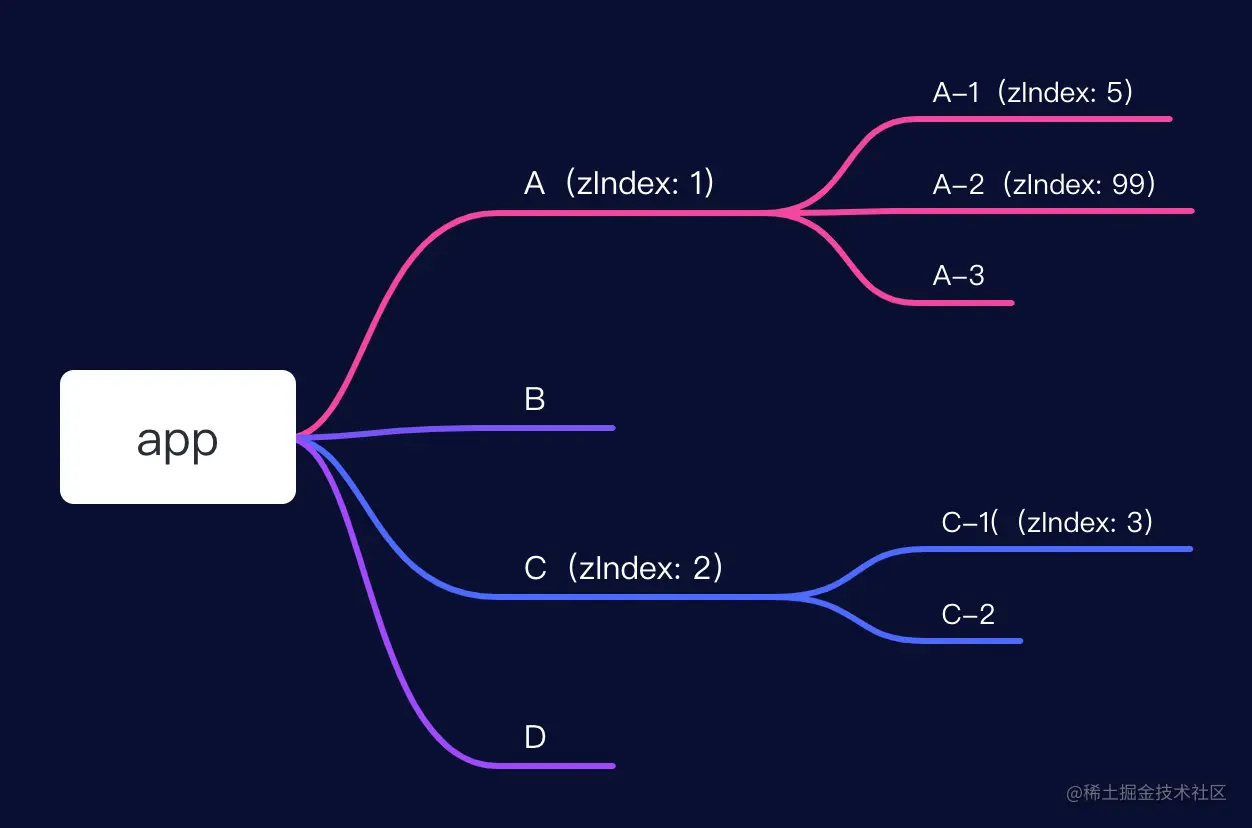 app
A（zIndex: 1）
A-1（zIndex: 5）
A-2（zIndex: 99）
A-3
B
C（zIndex: 2）
C-1(（zIndex: 3）
C-2
D
@稀土掘金技术社区